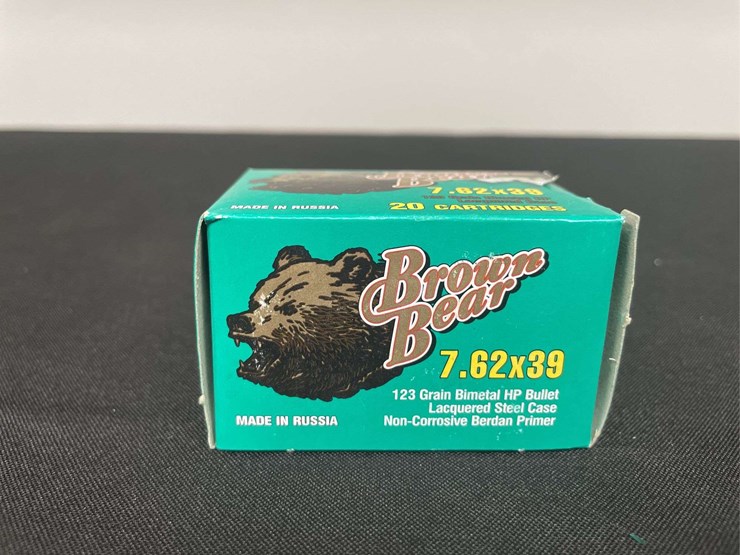 7.62x39
MADE IN RUSSIA
20 CARTRIDGES
Brown
Bear
7.62x39
123 Grain Bimetal HP Bullet
Lacquered Steel Case
Non-Corrosive Berdan Primer
MADE IN RUSSIA